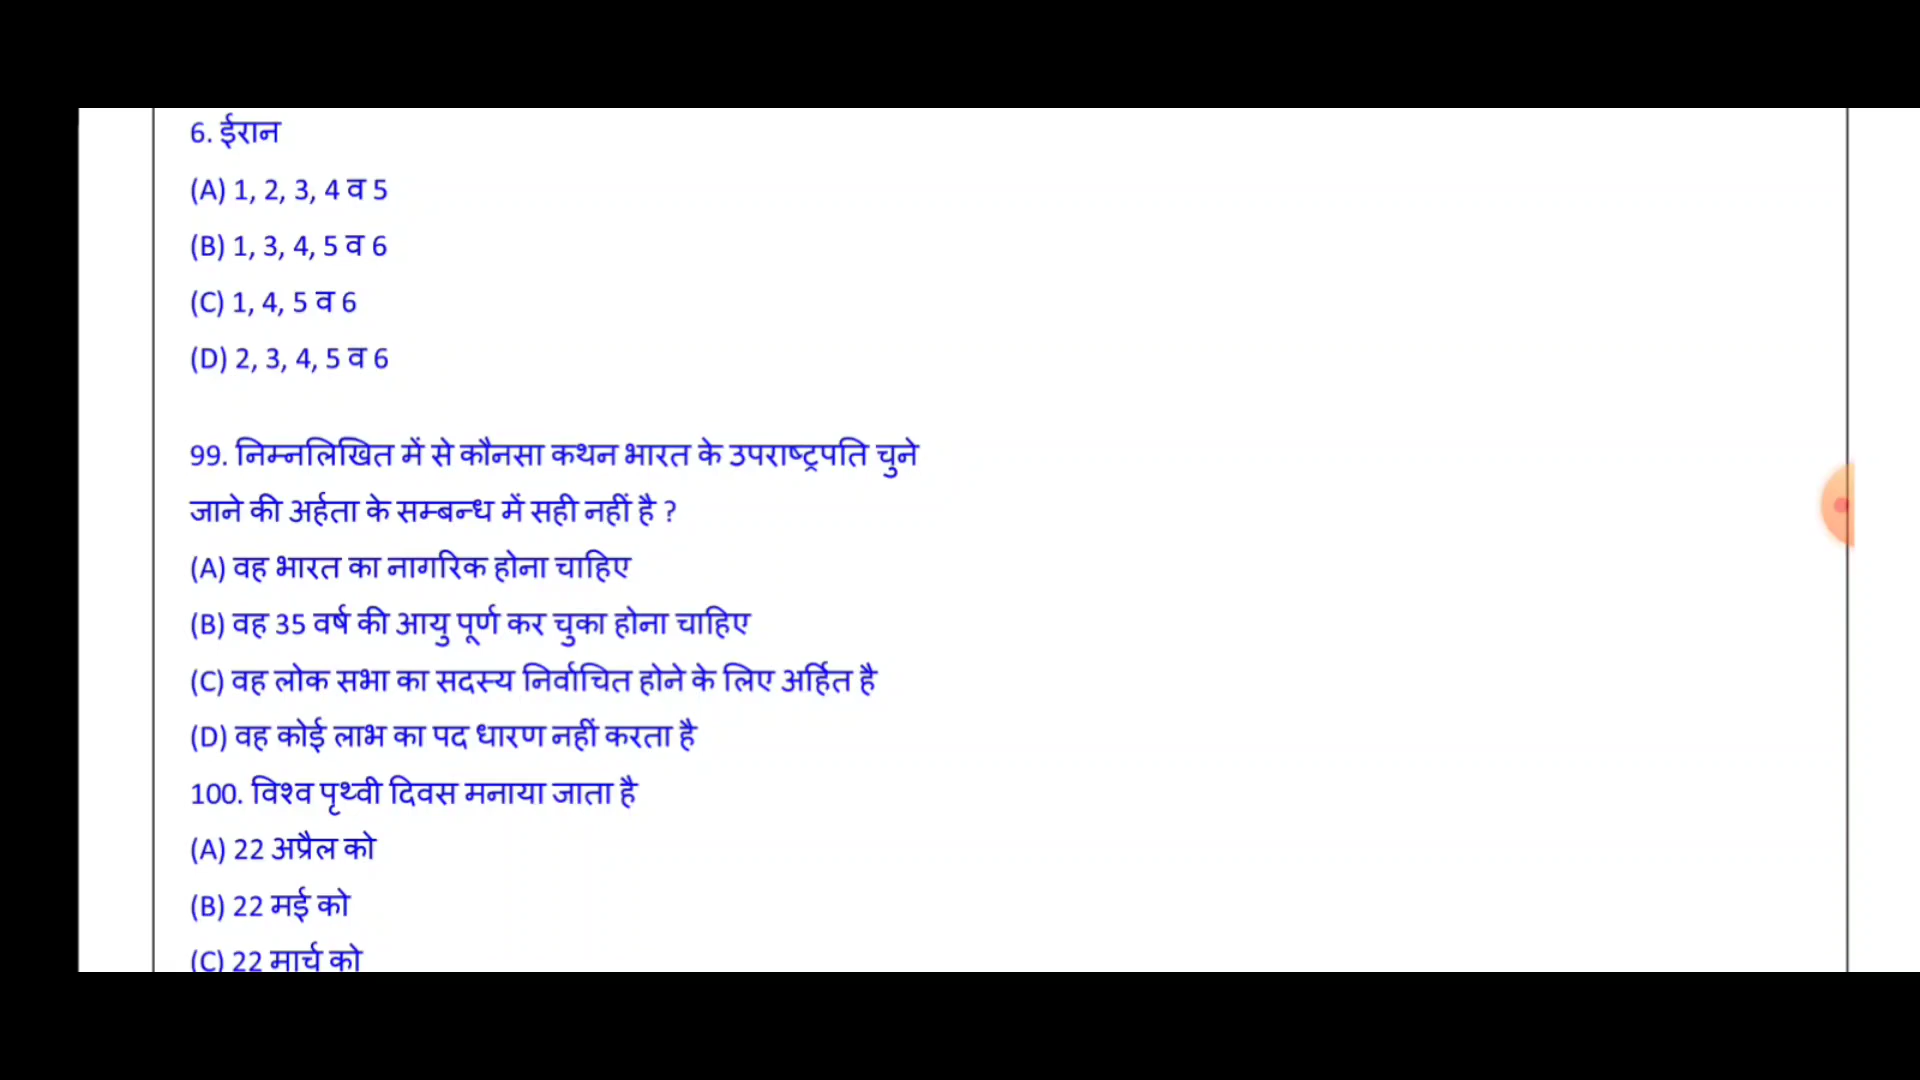 6. ईरान
(A) 1, 2, 3, 4 व 5
(B) 1, 3, 4, 5 व 6
(C) 1, 4, 5 व 6
(D) 2, 3, 4, 5 व 6
99. निम्नलिखित में से कौनसा कथन भारत के उपराष्ट्रपति चुने
जाने की अर्हता के सम्बन्ध में सही नहीं है ?
(A) वह भारत का नागरिक होना चाहिए
(B) वह 35 वर्ष की आयु पूर्ण कर चुका होना चाहिए
(C) वह लोक सभा का सदस्य निर्वाचित होने के लिए अर्हित है
(D) वह कोई लाभ का पद धारण नहीं करता है
100. विश्व पृथ्वी दिवस मनाया जाता है
(A) 22 अप्रैल को
(B) 22 मई को
(C) 22 मार्च को